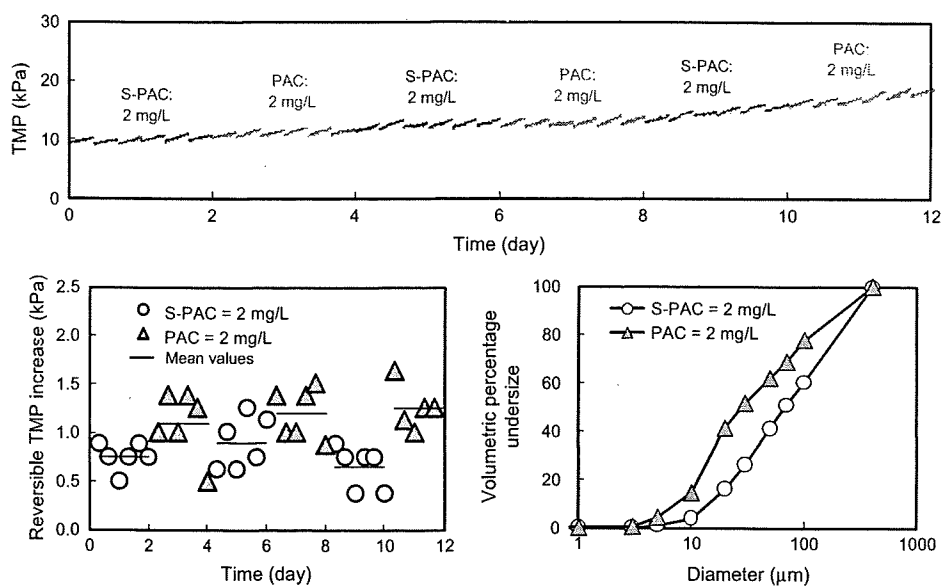 30
20
10
0
TMP (kPa)
S-PAC:
2 mg/L
PAC:
2 mg/L
S-PAC:
2 mg/L
PAC:
2 mg/L
S-PAC:
2 mg/L
PAC:
2 mg/L
0 2 4 6 8 10 12
Time (day)
2.5
2.0
1.5
1.0
0.5
0.0
Reversible TMP increase (kPa)
S-PAC = 2 mg/L
PAC = 2 mg/L
Mean values
0 2 4 6 8 10 12
Time (day)
100
80
60
40
20
0
Volumetric percentage
undersize
S-PAC = 2 mg/L
PAC = 2 mg/L
1 10 100 1000
Diameter (μm)